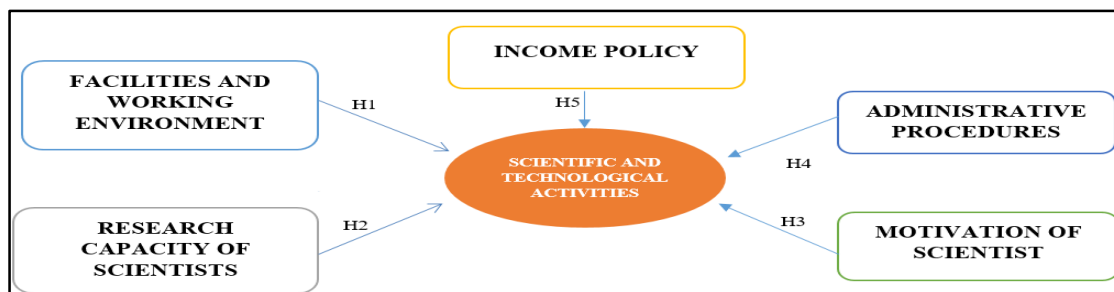 INCOME POLICY
FACILITIES AND
WORKING
ENVIRONMENT
H1
H5
ADMINISTRATIVE
PROCEDURES
SCIENTIFIC AND
TECHNOLOGICAL
ACTIVITIES
H4
RESEARCH
CAPACITY OF
SCIENTISTS
H2
H3
MOTIVATION OF
SCIENTIST